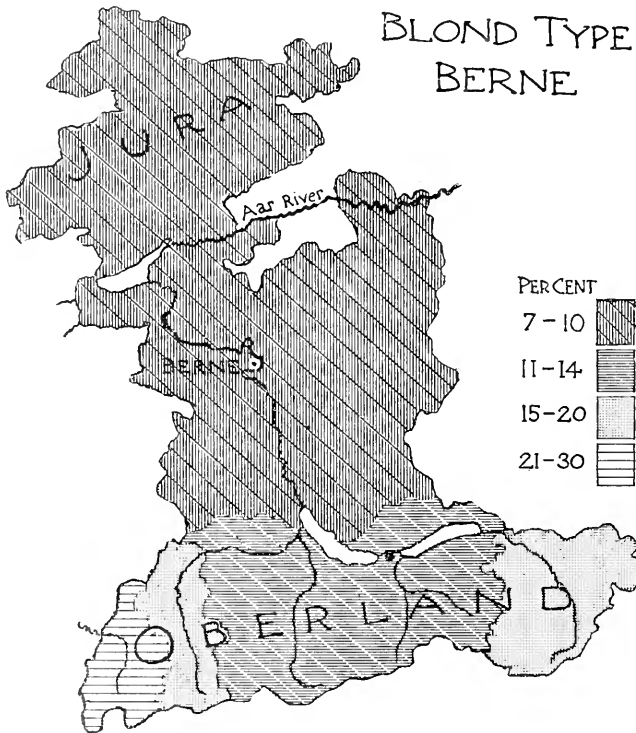 BLOND TYPE
BERNE
JURA
Aar River
PER CENT
7-10
BERNE
11-14
15-20
21-30
OBERLAND